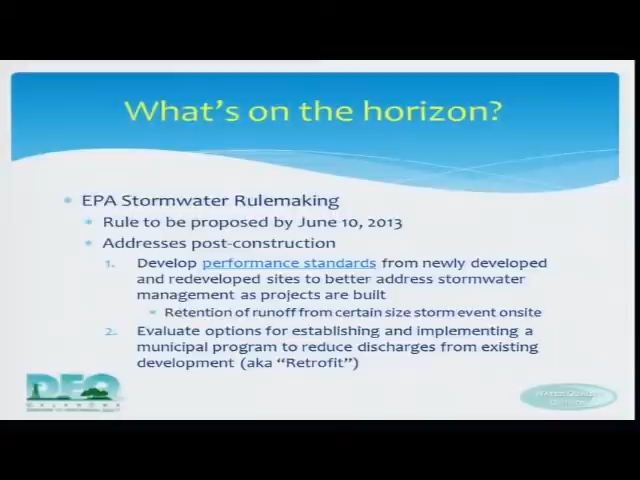 What's on the horizon?
EPA Stormwater Rulemaking
Rule to be proposed by June 10, 2013
Addresses post-construction
1. Develop performance standards from newly developed
and redeveloped sites to better address stormwater
management as projects are built
Retention of runoff from certain size storm event onsite
2. Evaluate options for establishing and implementing a
municipal program to reduce discharges from existing
development (aka “Retrofit”)
DEQ
OKLAHOMA
WATER QUALITY